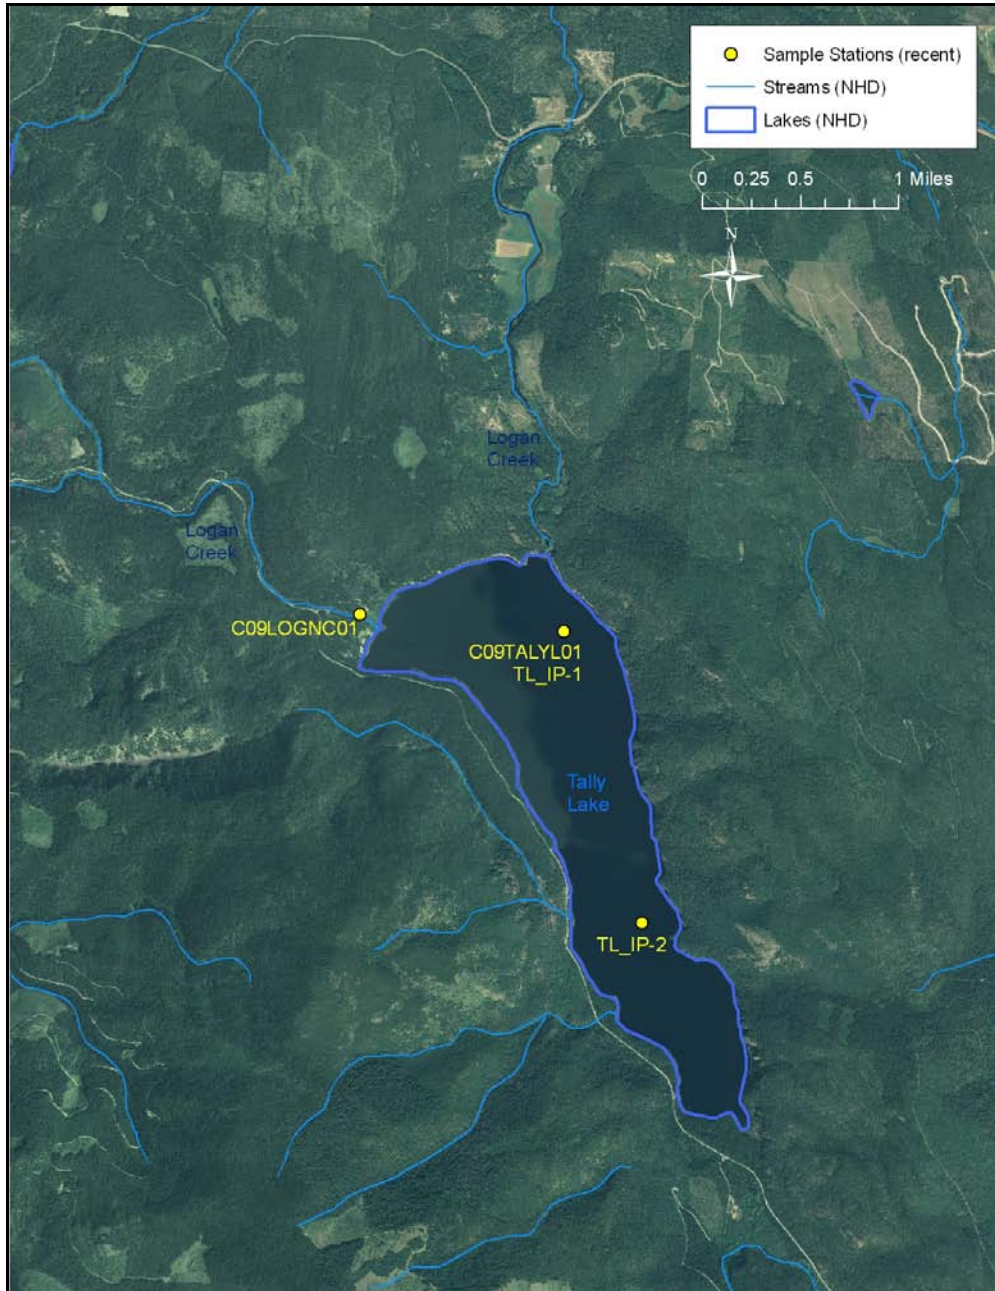 Sample Stations (recent)
Streams (NHD)
Lakes (NHD)
0 0.25 0.5 1 Miles
N
Logan
Creek
Logan
Creek
C09LOGNC01
C09TALYL01
TL_IP-1
Tally
Lake
TL_IP-2